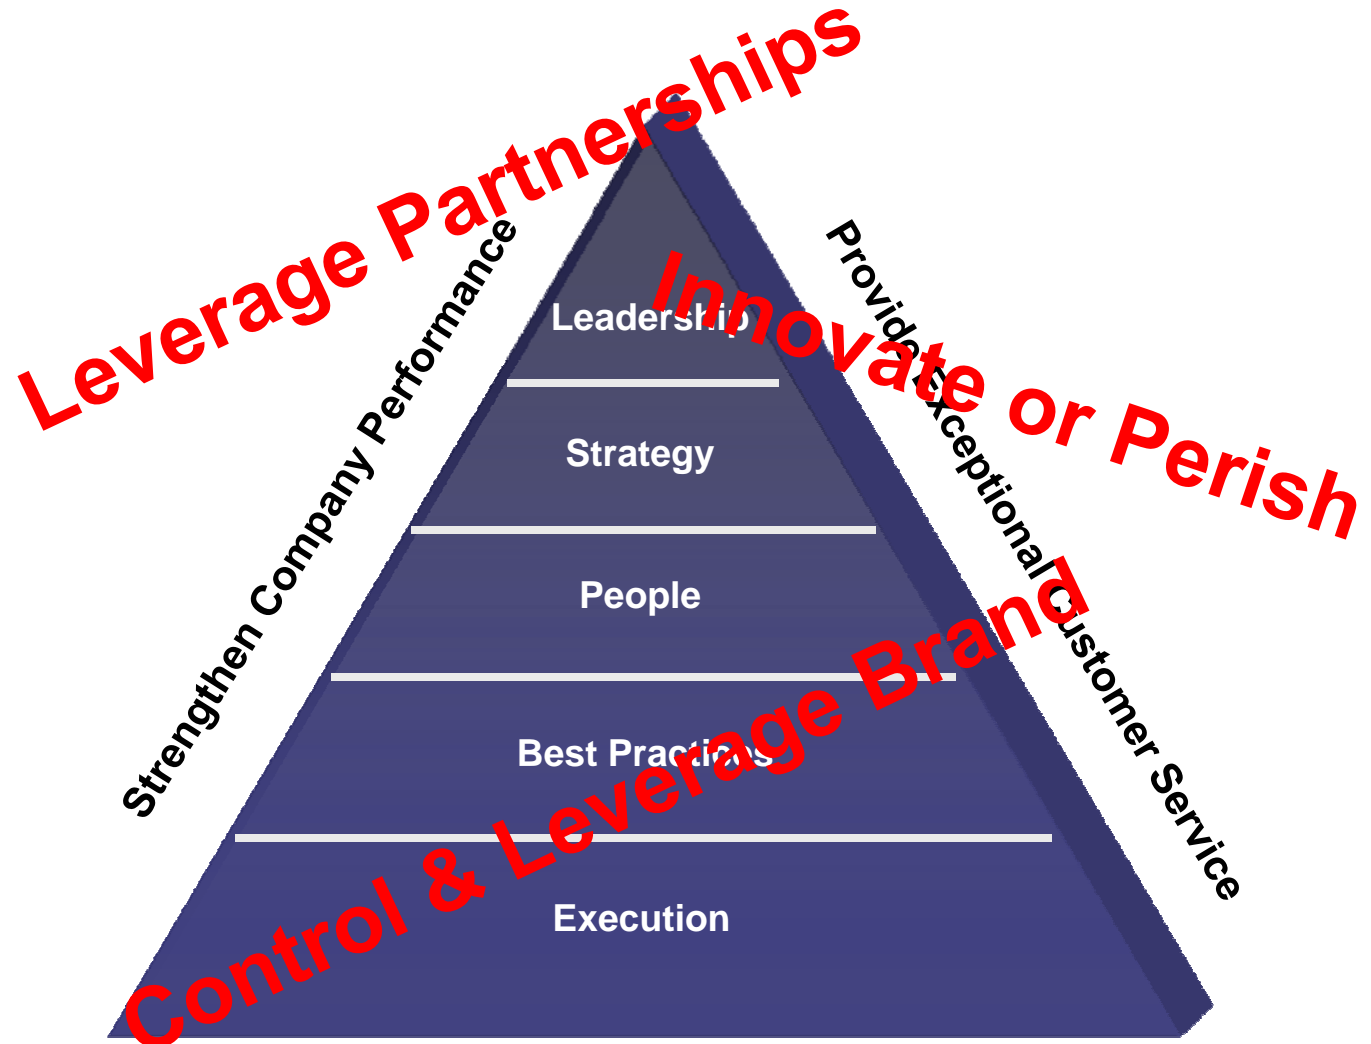 Leverage Partnerships
Strengthen Company Performance
Provide Exceptional Customer Service
Innovate or Perish
Leadership
Strategy
People
Best Practices
Control & Leverage Brand
Execution